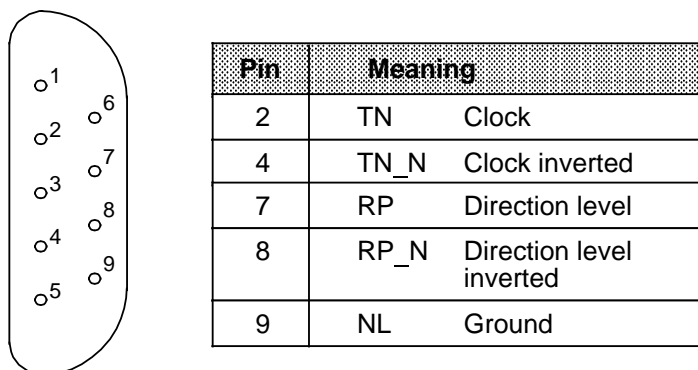 1
6
2
7
3
8
4
9
5
Pin Meaning
2 TN Clock
4 TN_N Clock inverted
7 RP Direction level
8 RP_N Direction level
inverted
9 NL Ground